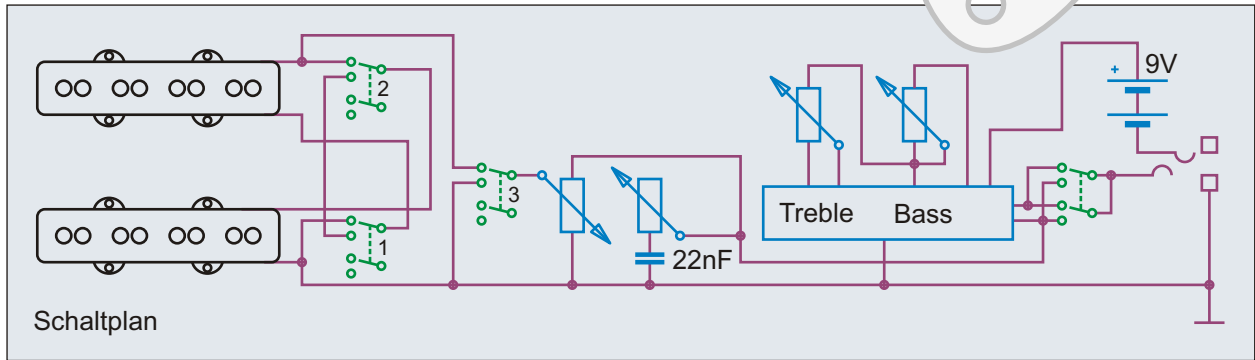 2
1
3
22nF
Treble Bass
+ 9V
Schaltplan